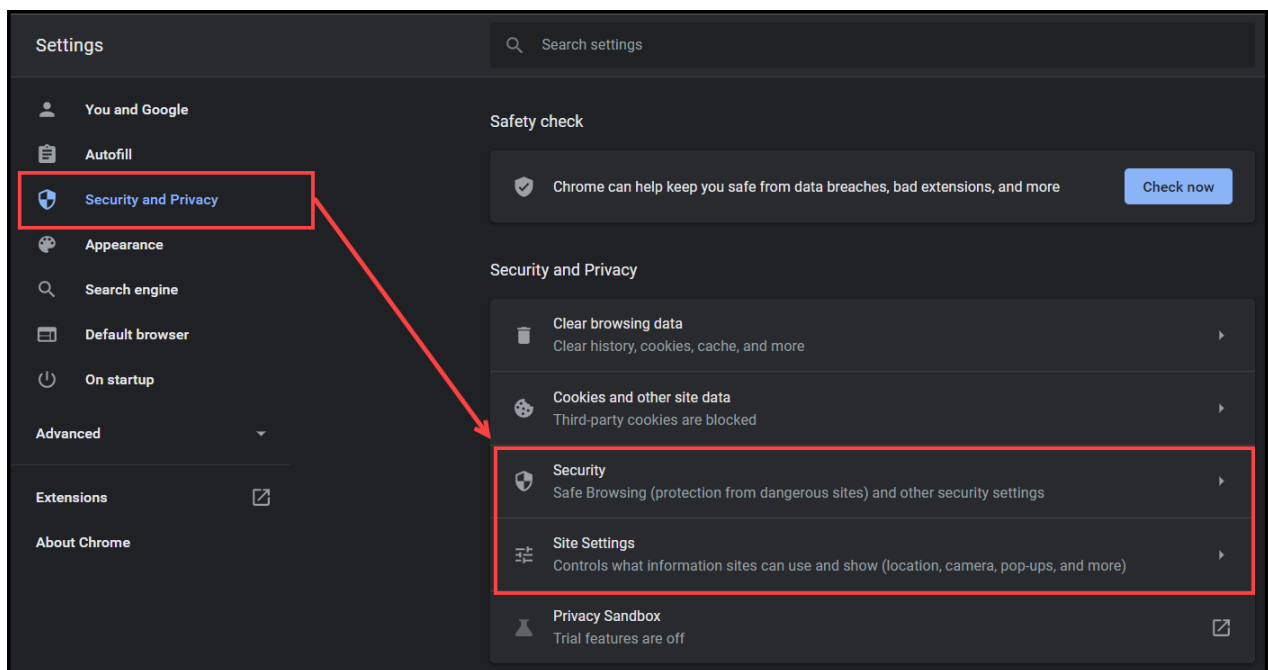 Settings
Search settings
You and Google
Autofill
Security and Privacy
Appearance
Search engine
Default browser
On startup
Advanced
Extensions
About Chrome
Safety check
Chrome can help keep you safe from data breaches, bad extensions, and more
Check now
Security and Privacy
Clear browsing data
Clear history, cookies, cache, and more
Cookies and other site data
Third-party cookies are blocked
Security
Safe Browsing (protection from dangerous sites) and other security settings
Site Settings
Controls what information sites can use and show (location, camera, pop-ups, and more)
Privacy Sandbox
Trial features are off